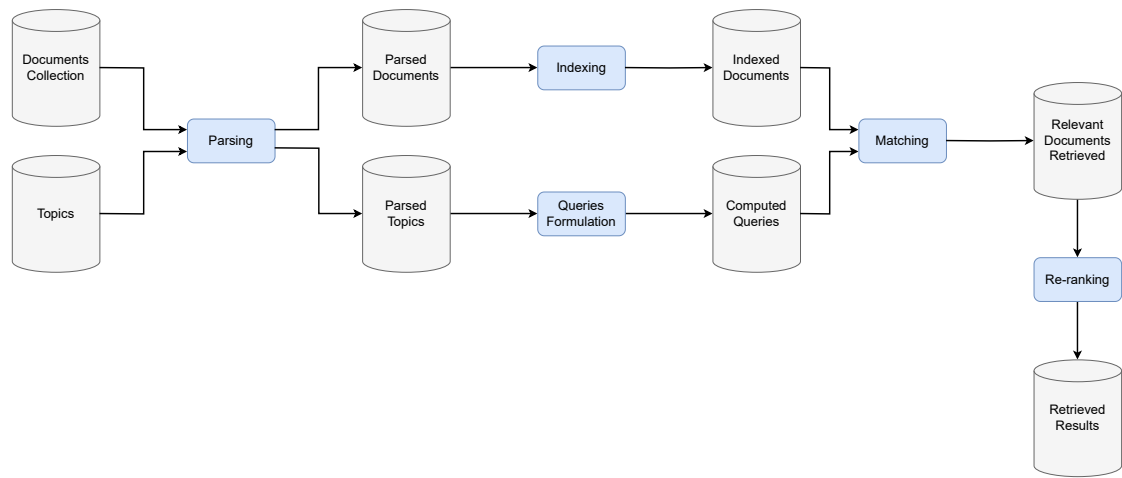 Documents
Collection
Parsed
Documents
Indexing
Indexed
Documents
Parsing
Matching
Relevant
Documents
Retrieved
Topics
Parsed
Topics
Queries
Formulation
Computed
Queries
Re-ranking
Retrieved
Results